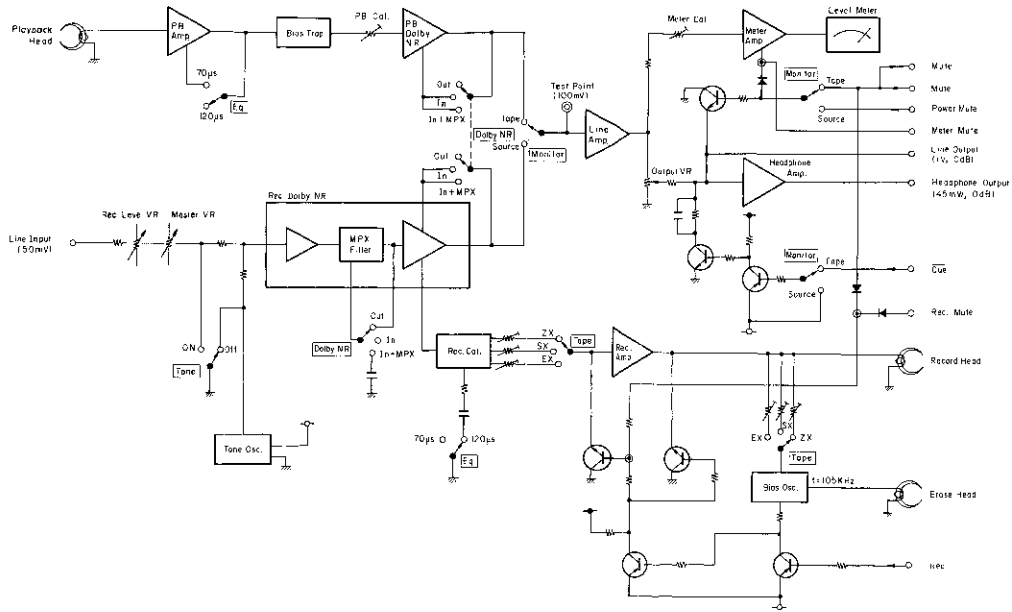 Playback
Head
PB
Amp
Bias Trap
PB Cal.
PB
Dolby
NR
70µs
120µs
Eq
Out
In
In+MPX
Tape
Dolby NR
Source
Monitor
Out
In
In+MPX
Test
Point
(100mV)
Line
Amp
Meter Cal
Meter
Amp
Level Meter
Monitor
Tape
Source
Mute
Mute
Power Mute
Meter Mute
Line Output
(1V, 0dB)
Output VR
Headphone
Amp.
Headphone Output
(45mW, 0dB)
Rec Level VR
Master VR
Rec Dolby NR
Line Input
(50mV)
MPX
Filter
Monitor
Tape
Source
Cue
Rec. Mute
ON
Off
Tone
Dolby NR
Out
In
In+MPX
Rec. Cal.
ZX
SX
EX
Tape
Rec.
Amp
Record Head
Tone Osc.
70µs
120µs
Eq
EX
SX
ZX
Tape
Bias Osc.
f=105KHz
Erase Head
Rec